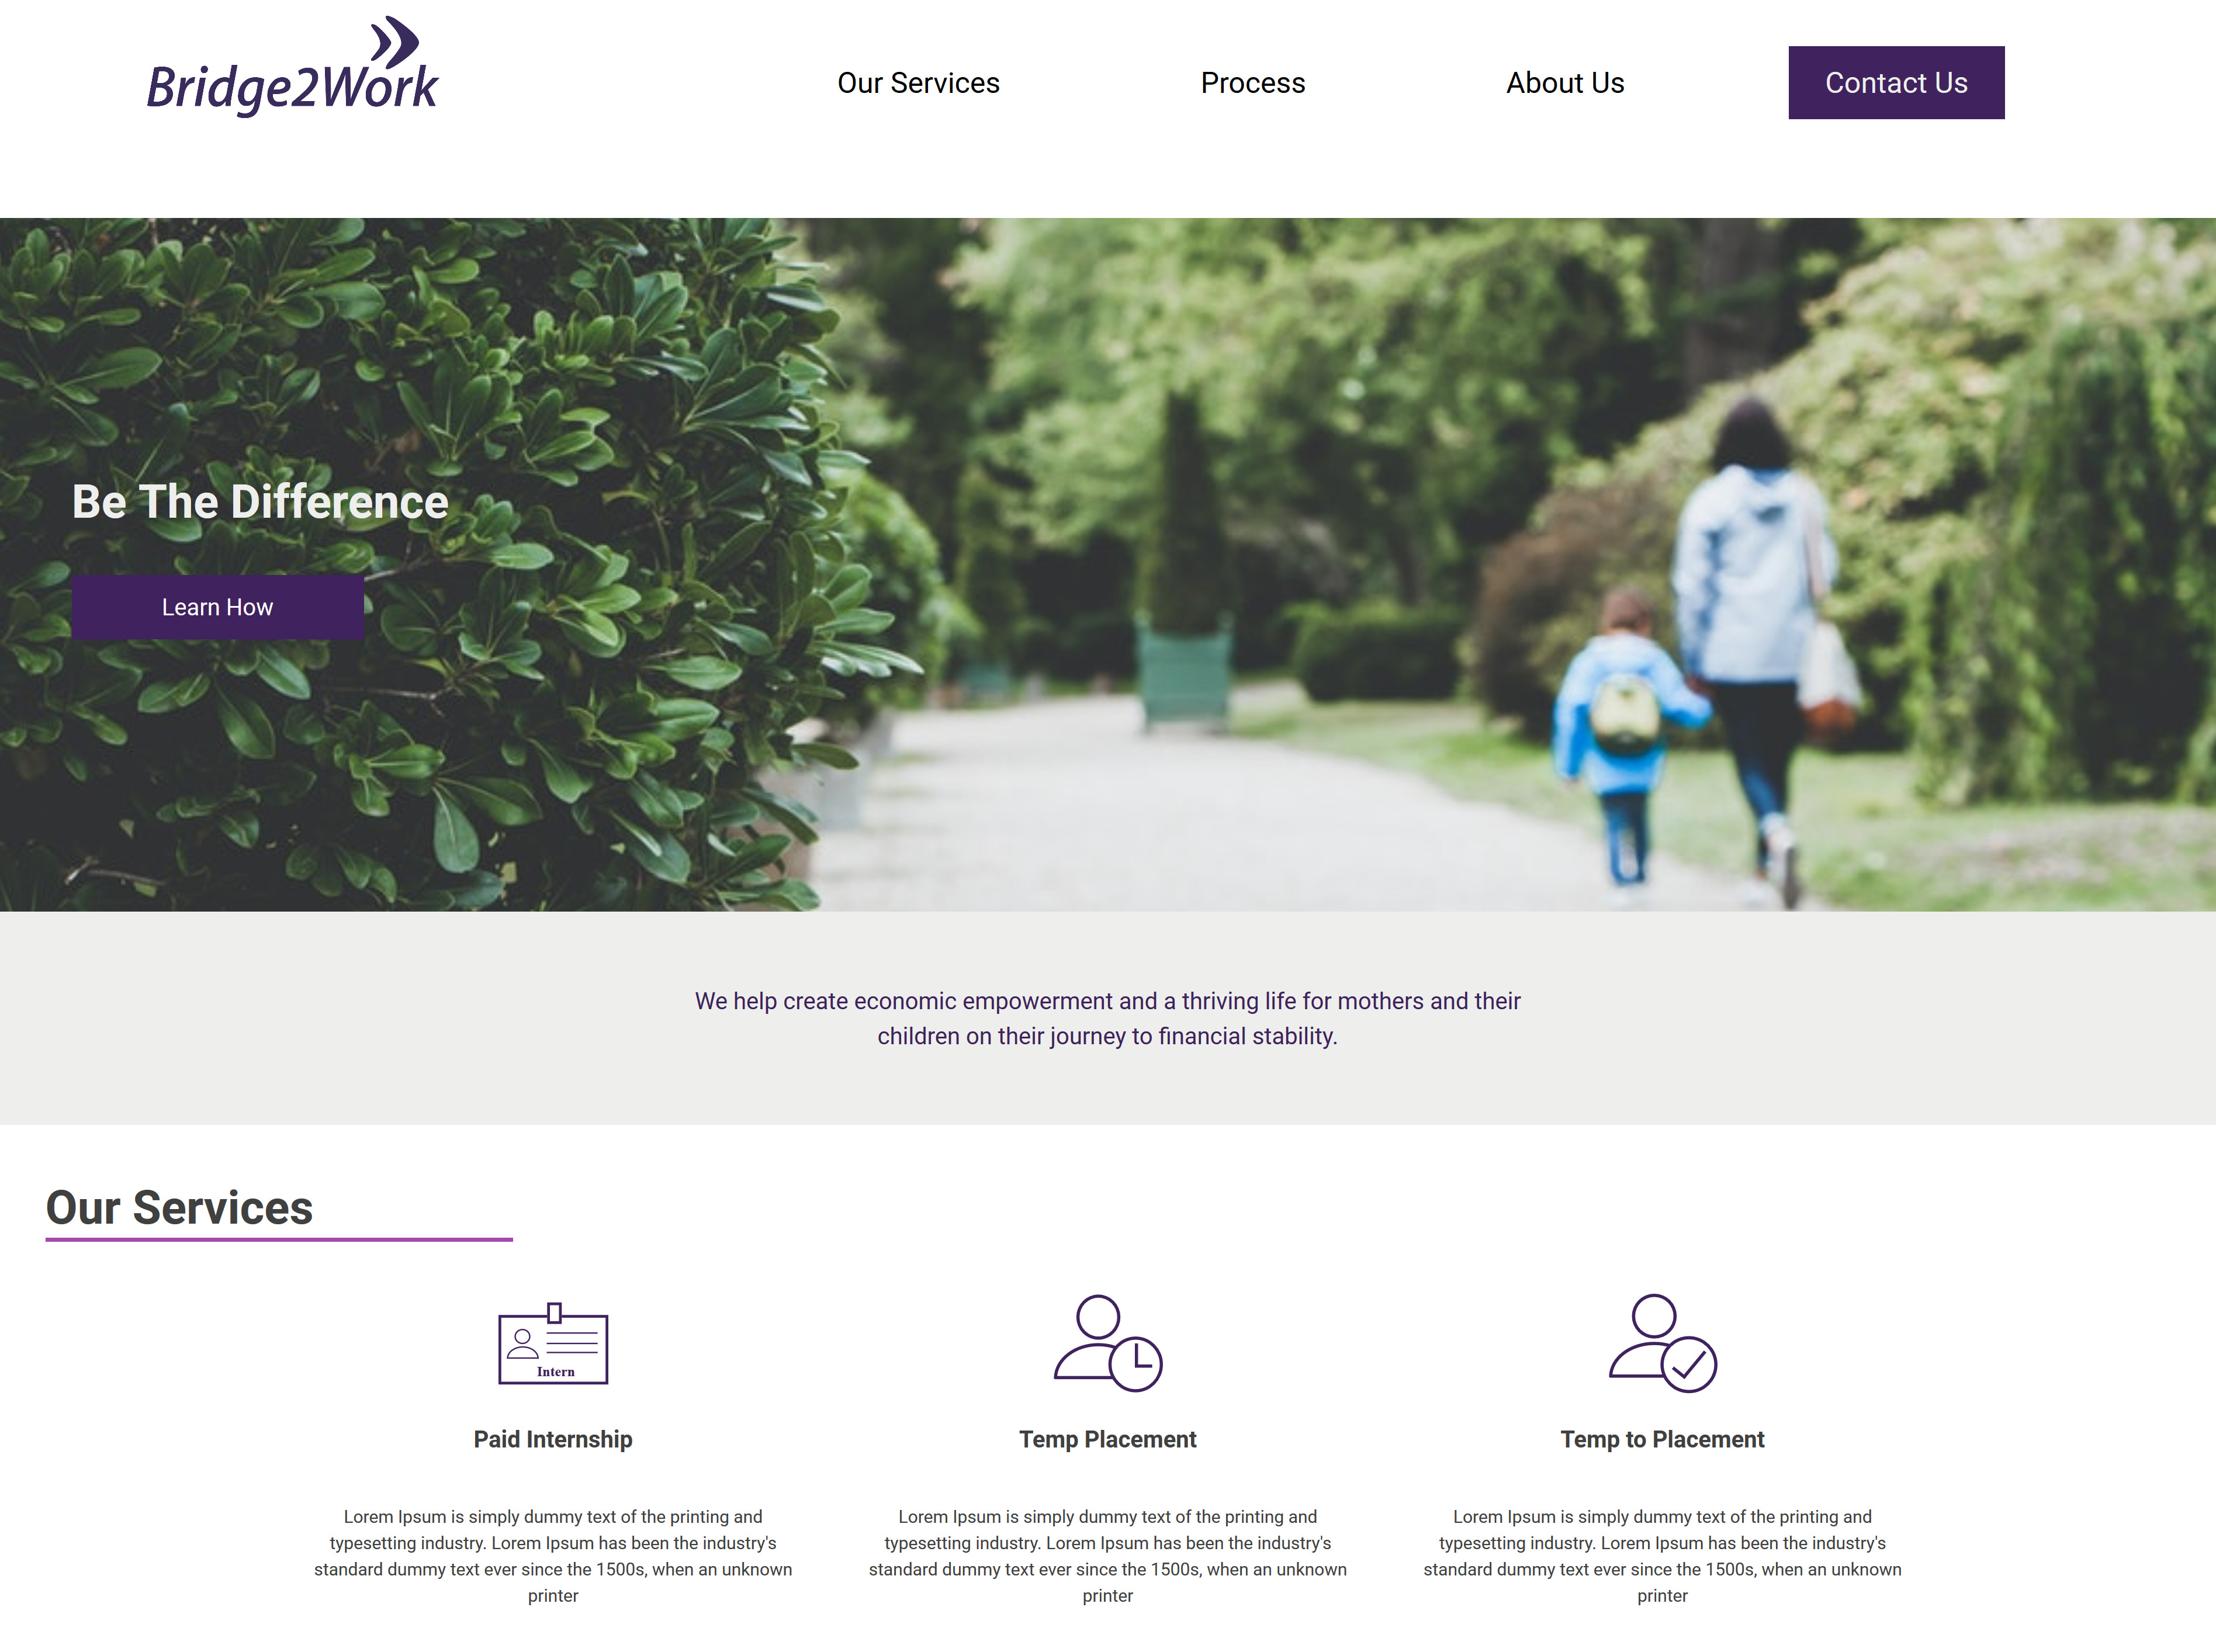 Bridge2Work
Our Services
Process
About Us
Contact Us
Be The Difference
Learn How
We help create economic empowerment and a thriving life for mothers and their
children on their journey to financial stability.
Our Services
Intern
Paid Internship
Lorem Ipsum is simply dummy text of the printing and
typesetting industry. Lorem Ipsum has been the industry's
standard dummy text ever since the 1500s, when an unknown
printer
Temp Placement
Lorem Ipsum is simply dummy text of the printing and
typesetting industry. Lorem Ipsum has been the industry's
standard dummy text ever since the 1500s, when an unknown
printer
Temp to Placement
Lorem Ipsum is simply dummy text of the printing and
typesetting industry. Lorem Ipsum has been the industry's
standard dummy text ever since the 1500s, when an unknown
printer